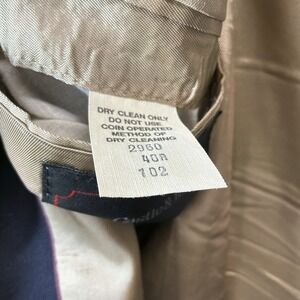 DRY CLEAN ONLY
DO NOT USE
COIN OPERATED
METHOD OF
DRY CLEANING
2960
40R
102